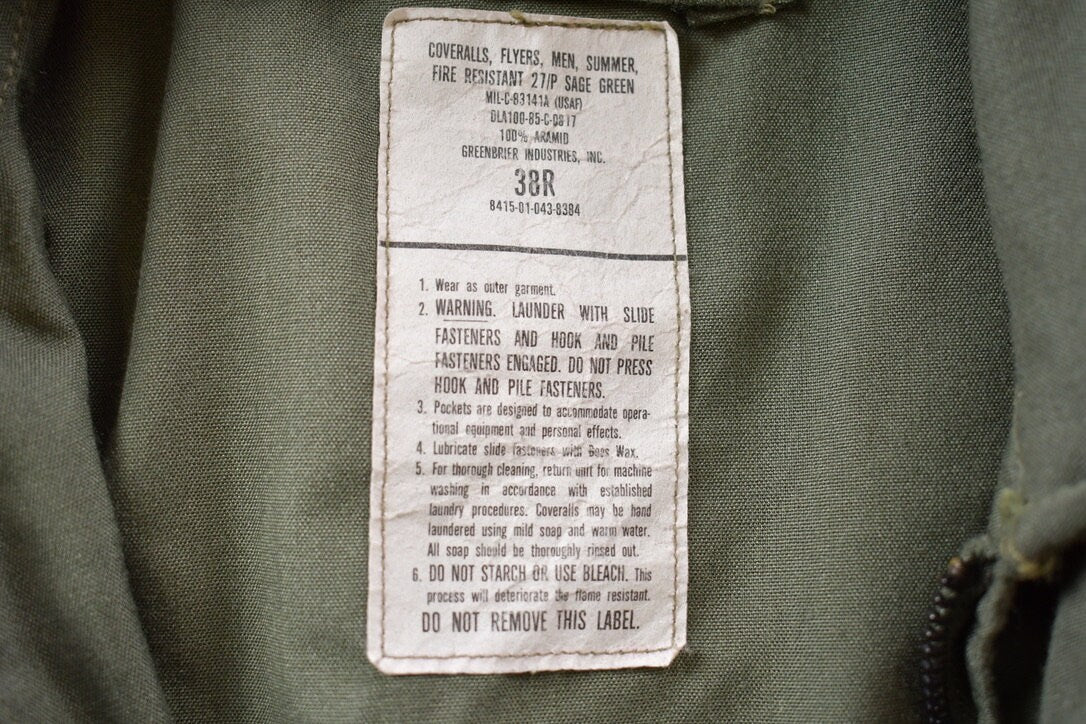 COVERALLS, FLYERS, MEN, SUMMER,
FIRE RESISTANT 27/P SAGE GREEN
MIL-C-83141A (USAF)
DLA100-85-C-0817
100% ARAMID
GREENBRIER INDUSTRIES, INC.
38R
8415-01-043-8384
1. Wear as outer garment.
2. WARNING. LAUNDER WITH SLIDE
FASTENERS AND HOOK AND PILE
FASTENERS ENGAGED. DO NOT PRESS
HOOK AND PILE FASTENERS.
3. Pockets are designed to accommodate opera-
tional equipment and personal effects.
4. Lubricate slide fasteners with Bees Wax.
5. For thorough cleaning, return unit for machine
washing in accordance with established
laundry procedures. Coveralls may be hand
laundered using mild soap and warm water.
All soap should be thoroughly rinsed out.
6. DO NOT STARCH OR USE BLEACH. This
process will deteriorate the flame resistant.
DO NOT REMOVE THIS LABEL.